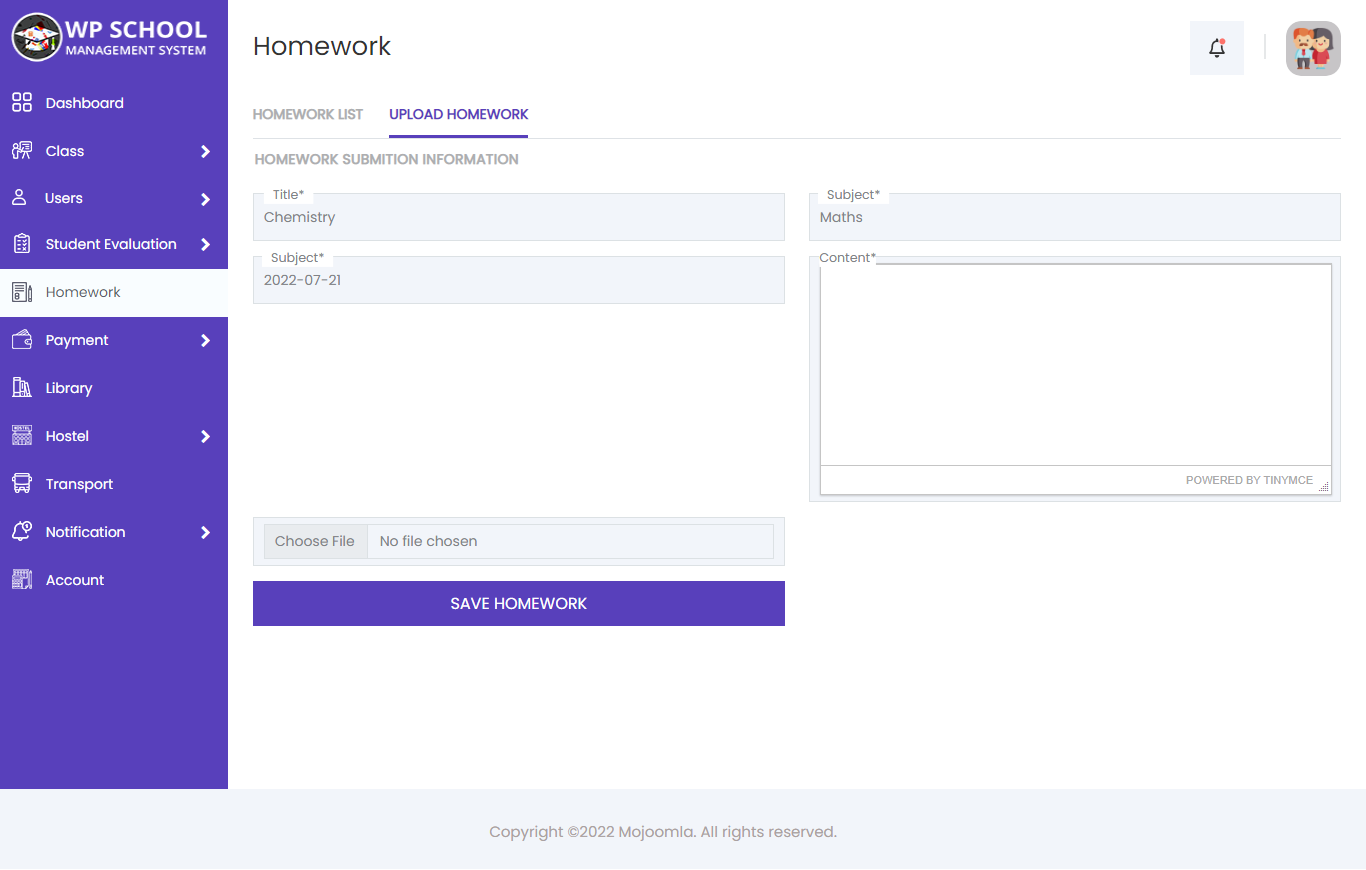 WP SCHOOL
MANAGEMENT SYSTEM
Dashboard
Class
Users
Student Evaluation
Homework
Payment
Library
Hostel
Transport
Notification
Account
Homework
HOMEWORK LIST
UPLOAD HOMEWORK
HOMEWORK SUBMITION INFORMATION
Title*
Chemistry
Subject*
Maths
Subject*
2022-07-21
Content*
POWERED BY TINYMCE
Choose File
No file chosen
SAVE HOMEWORK
Copyright ©2022 Mojoomla. All rights reserved.